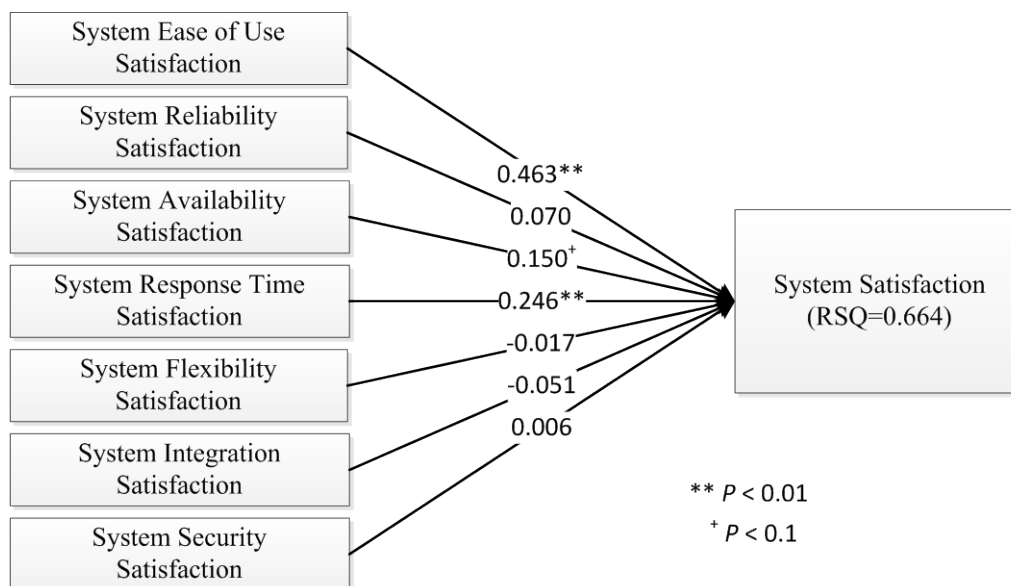 System Ease of Use
Satisfaction
System Reliability
Satisfaction
System Availability
Satisfaction
System Response Time
Satisfaction
System Flexibility
Satisfaction
System Integration
Satisfaction
System Security
Satisfaction
0.463**
0.070
0.150⁺
0.246**
-0.017
-0.051
0.006
System Satisfaction
(RSQ=0.664)
** P < 0.01
⁺ P < 0.1